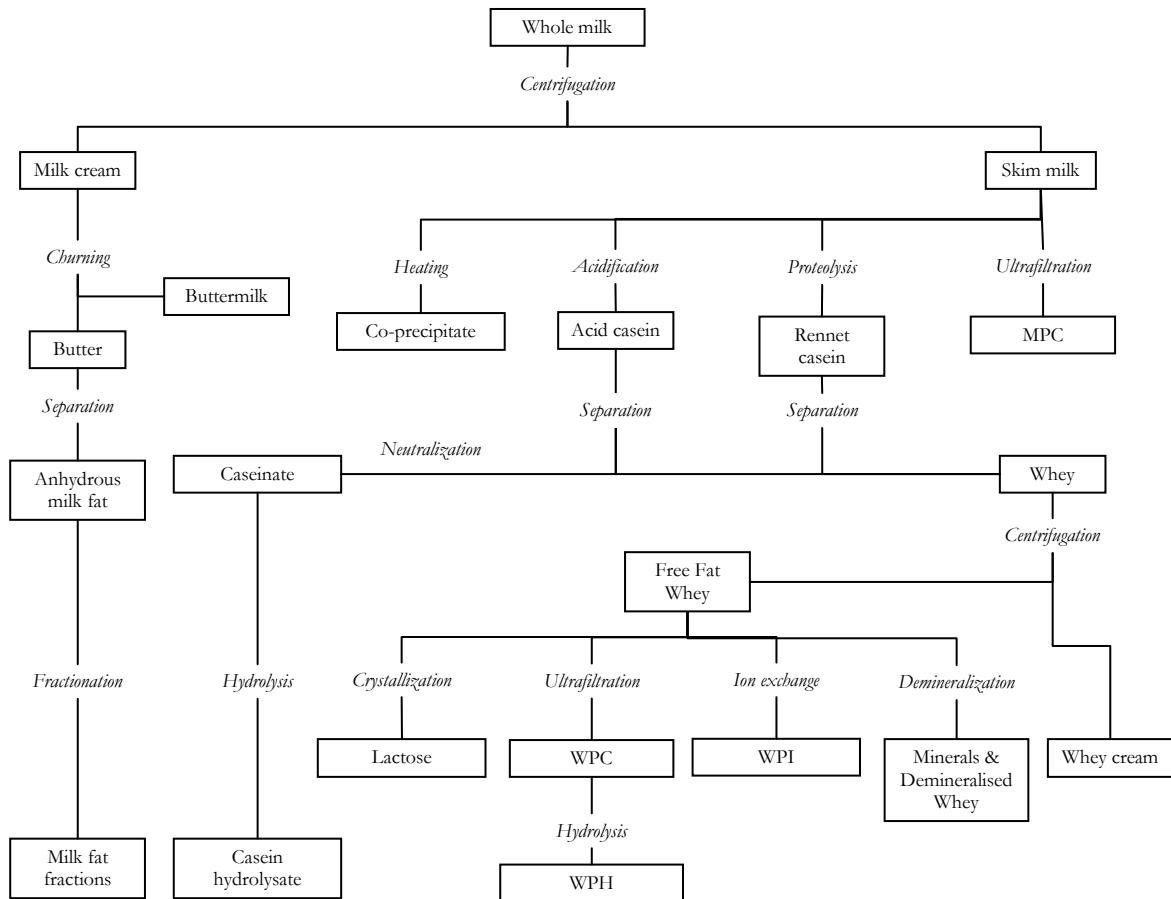 Whole milk
Centrifugation
Milk cream
Skim milk
Churning
Heating
Acidification
Proteolysis
Ultrafiltration
Buttermilk
Butter
Co-precipitate
Acid casein
Rennet
casein
MPC
Separation
Separation
Separation
Neutralization
Anhydrous
milk fat
Caseinate
Whey
Centrifugation
Free Fat
Whey
Fractionation
Hydrolysis
Crystallization
Ultrafiltration
Ion exchange
Demineralization
Lactose
WPC
WPI
Minerals &
Demineralised
Whey
Whey cream
Hydrolysis
Milk fat
fractions
Casein
hydrolysate
WPH